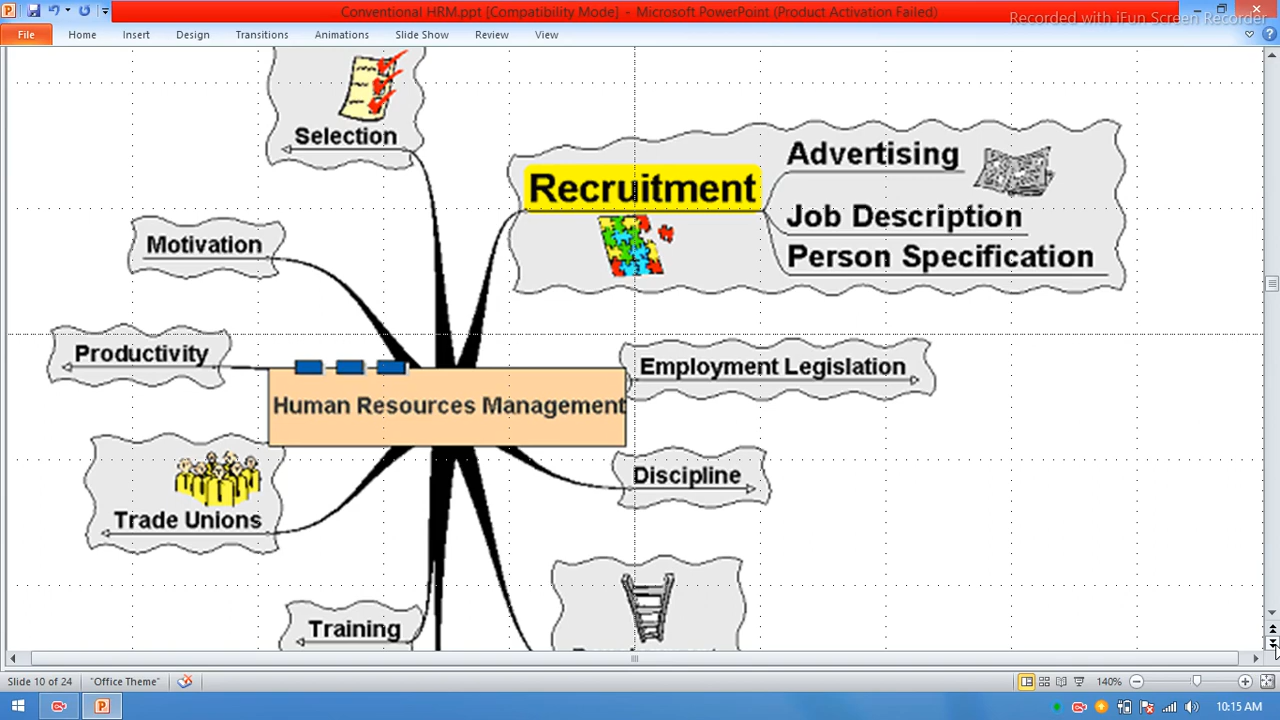 Conventional HRM.ppt [Compatibility Mode] - Microsoft PowerPoint (Product Activation Failed)
Recorded with iFun Screen Recorder
File Home Insert Design Transitions Animations Slide Show Review View
Selection
Recruitment
Advertising
Job Description
Person Specification
Motivation
Productivity
Employment Legislation
Human Resources Management
Discipline
Trade Unions
Training
Slide 10 of 24 "Office Theme" 140%
10:15 AM